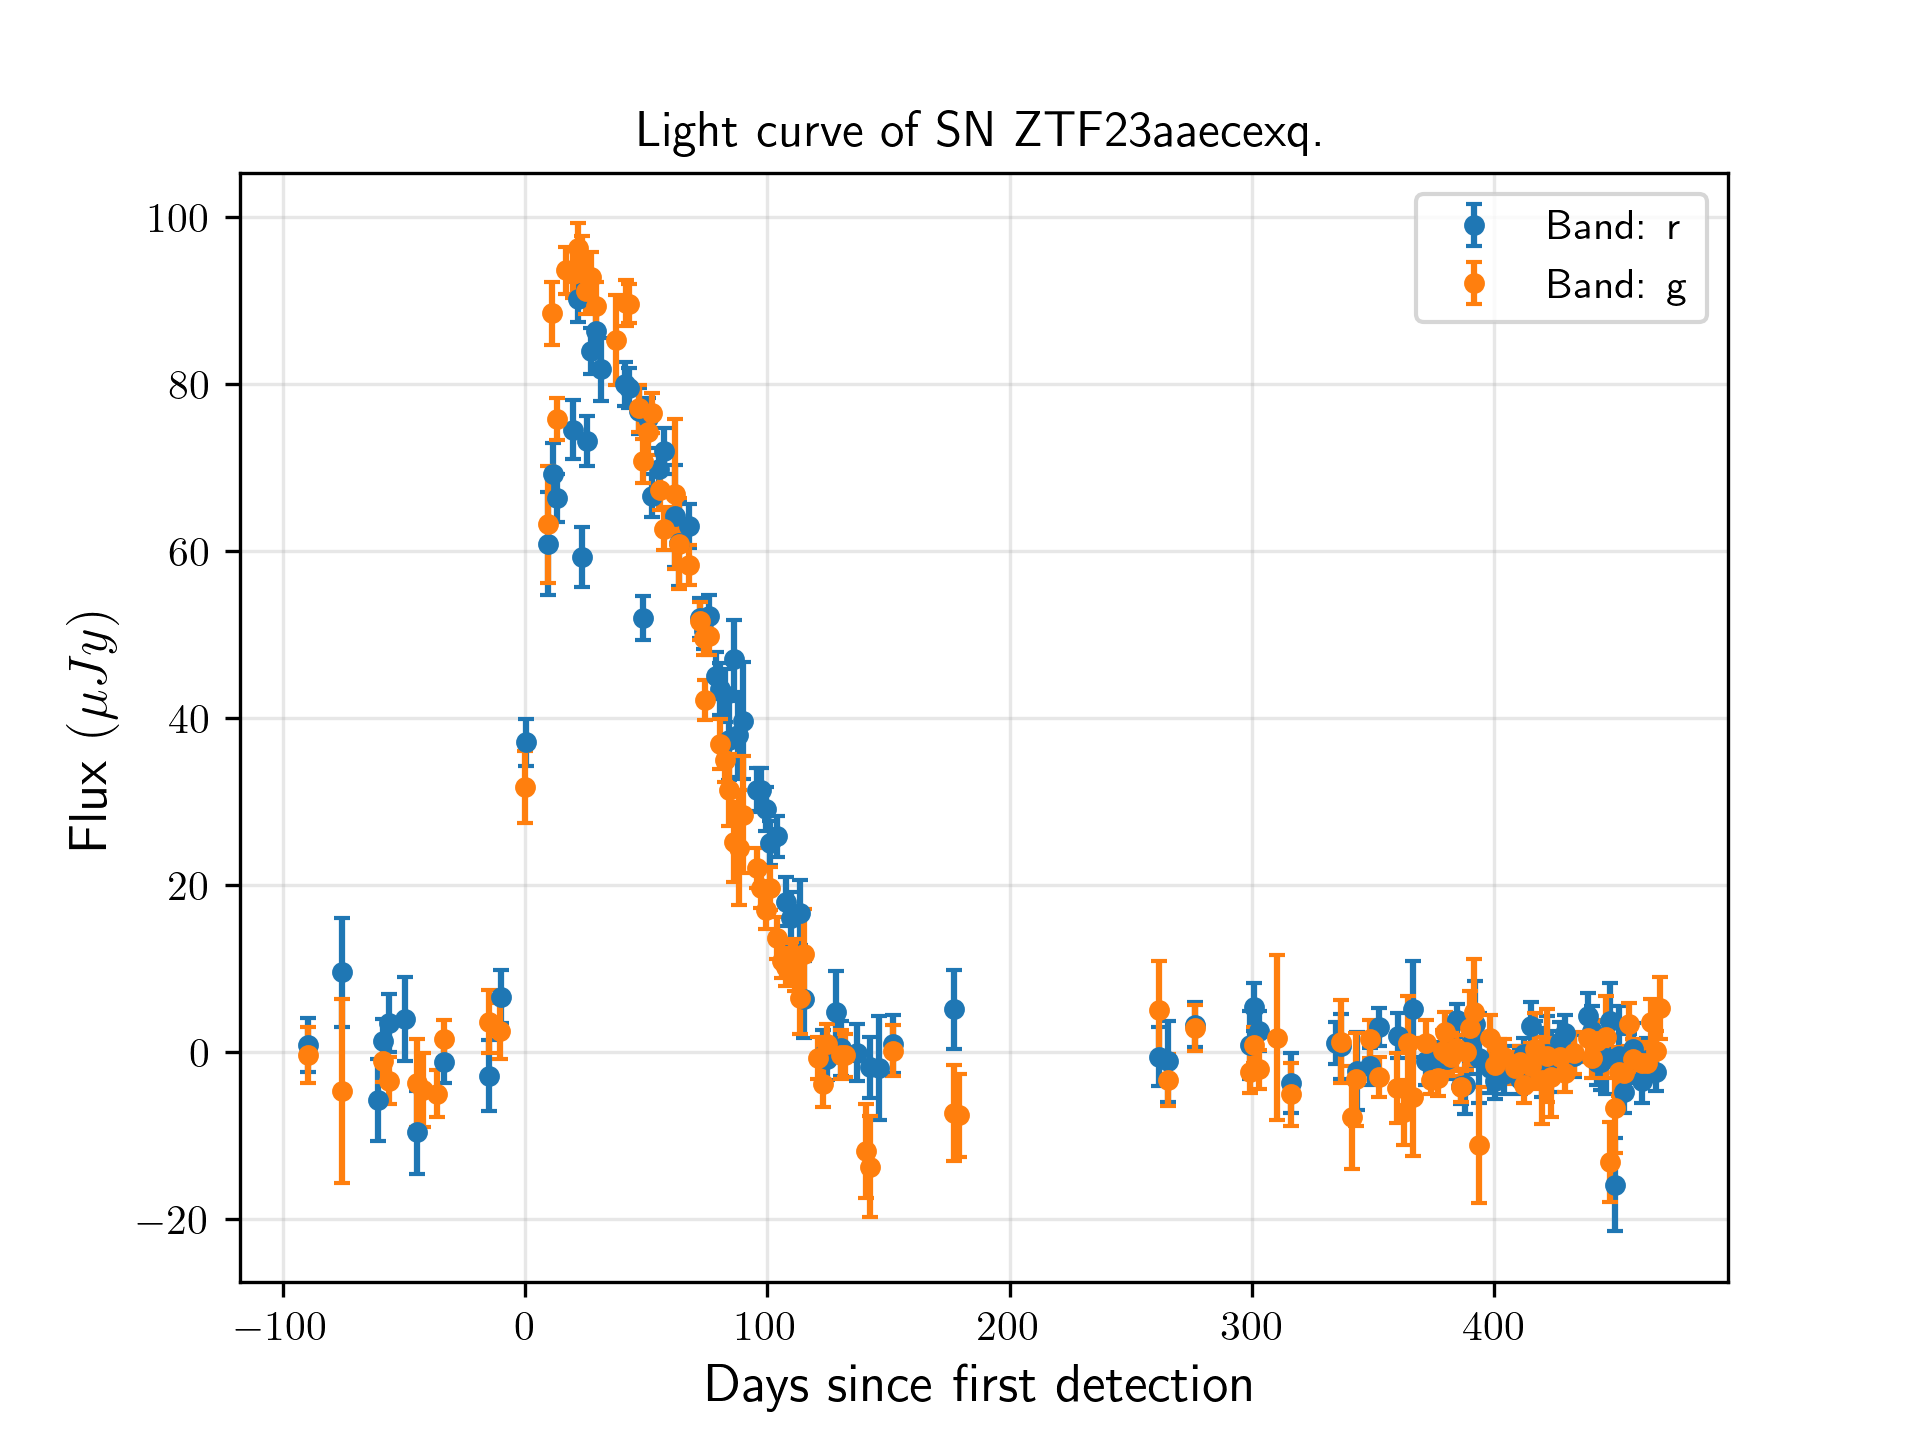 Light curve of SN ZTF23aaecexq.
Band: r
Band: g
100
80
60
40
20
0
−20
Flux (μJy)
−100
0
100
200
300
400
Days since first detection